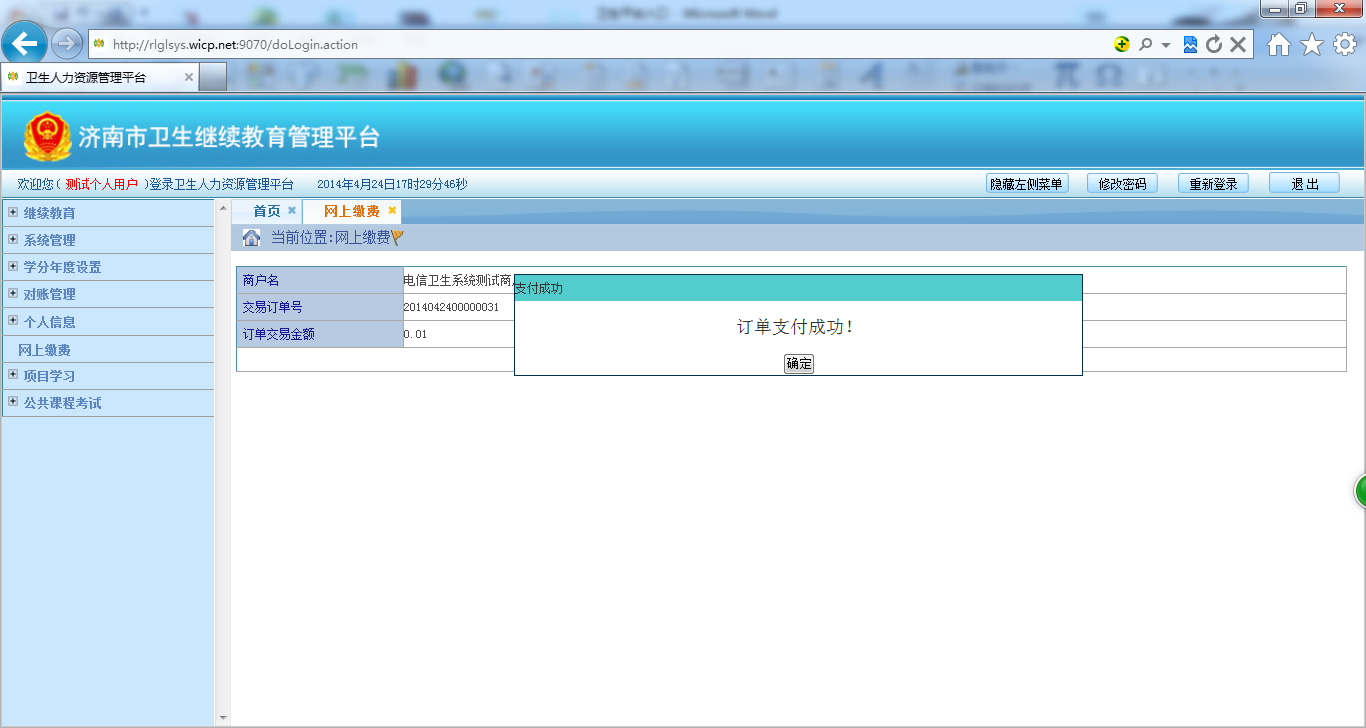 http://rlglsys.wicp.net:9070/doLogin.action
卫生人力资源管理平台
济南市卫生继续教育管理平台
欢迎您( 测试个人用户 )登录卫生人力资源管理平台 2014年4月24日17时29分46秒
隐藏左侧菜单 修改密码 重新登录 退 出
继续教育
系统管理
学分年度设置
对账管理
个人信息
网上缴费
项目学习
公共课程考试
首页 网上缴费
当前位置:网上缴费
商户名 电信卫生系统测试商
交易订单号 2014042400000031
订单交易金额 0.01
支付成功
订单支付成功!
确定